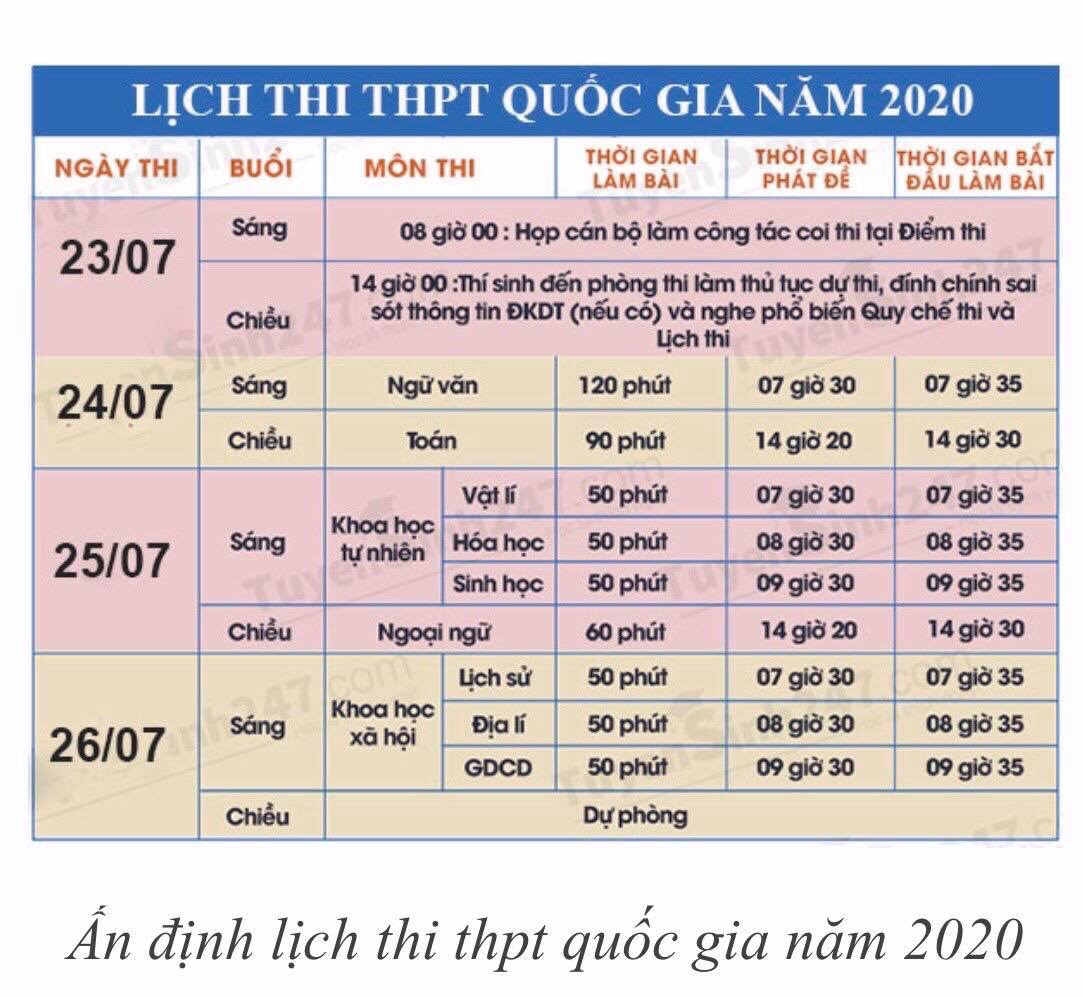 LỊCH THI THPT QUỐC GIA NĂM 2020
NGÀY THI BUỔI MÔN THI THỜI GIAN LÀM BÀI THỜI GIAN PHÁT ĐỀ THỜI GIAN BẮT ĐẦU LÀM BÀI
23/07
Sáng 08 giờ 00 : Họp cán bộ làm công tác coi thi tại Điểm thi
Chiều 14 giờ 00 :Thí sinh đến phòng thi làm thủ tục dự thi, đính chính sai
sót thông tin ĐKDT (nếu có) và nghe phổ biến Quy chế thi và
Lịch thi
24/07
Sáng Ngữ văn 120 phút 07 giờ 30 07 giờ 35
Chiều Toán 90 phút 14 giờ 20 14 giờ 30
25/07
Sáng Khoa học tự nhiên
Vật lí 50 phút 07 giờ 30 07 giờ 35
Hóa học 50 phút 08 giờ 30 08 giờ 35
Sinh học 50 phút 09 giờ 30 09 giờ 35
Chiều Ngoại ngữ 60 phút 14 giờ 20 14 giờ 30
26/07
Sáng Khoa học xã hội
Lịch sử 50 phút 07 giờ 30 07 giờ 35
Địa lí 50 phút 08 giờ 30 08 giờ 35
GDCD 50 phút 09 giờ 30 09 giờ 35
Chiều Dự phòng
Ấn định lịch thi thpt quốc gia năm 2020